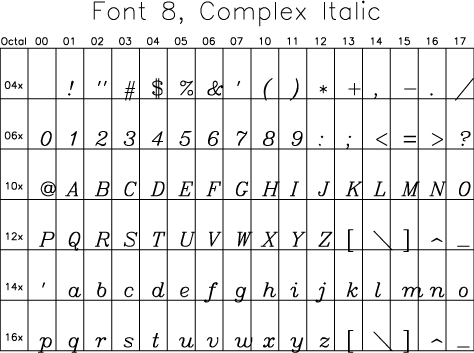 Font 8, Complex Italic
Octal 00 01 02 03 04 05 06 07 10 11 12 13 14 15 16 17
04x ! " # $ % & ' ( ) * + , - . /
06x 0 1 2 3 4 5 6 7 8 9 : ; < = > ?
10x @ A B C D E F G H I J K L M N O
12x P Q R S T U V W X Y Z [ \ ] ^ _
14x ' a b c d e f g h i j k l m n o
16x p q r s t u v w x y z [ \ ] ^ _